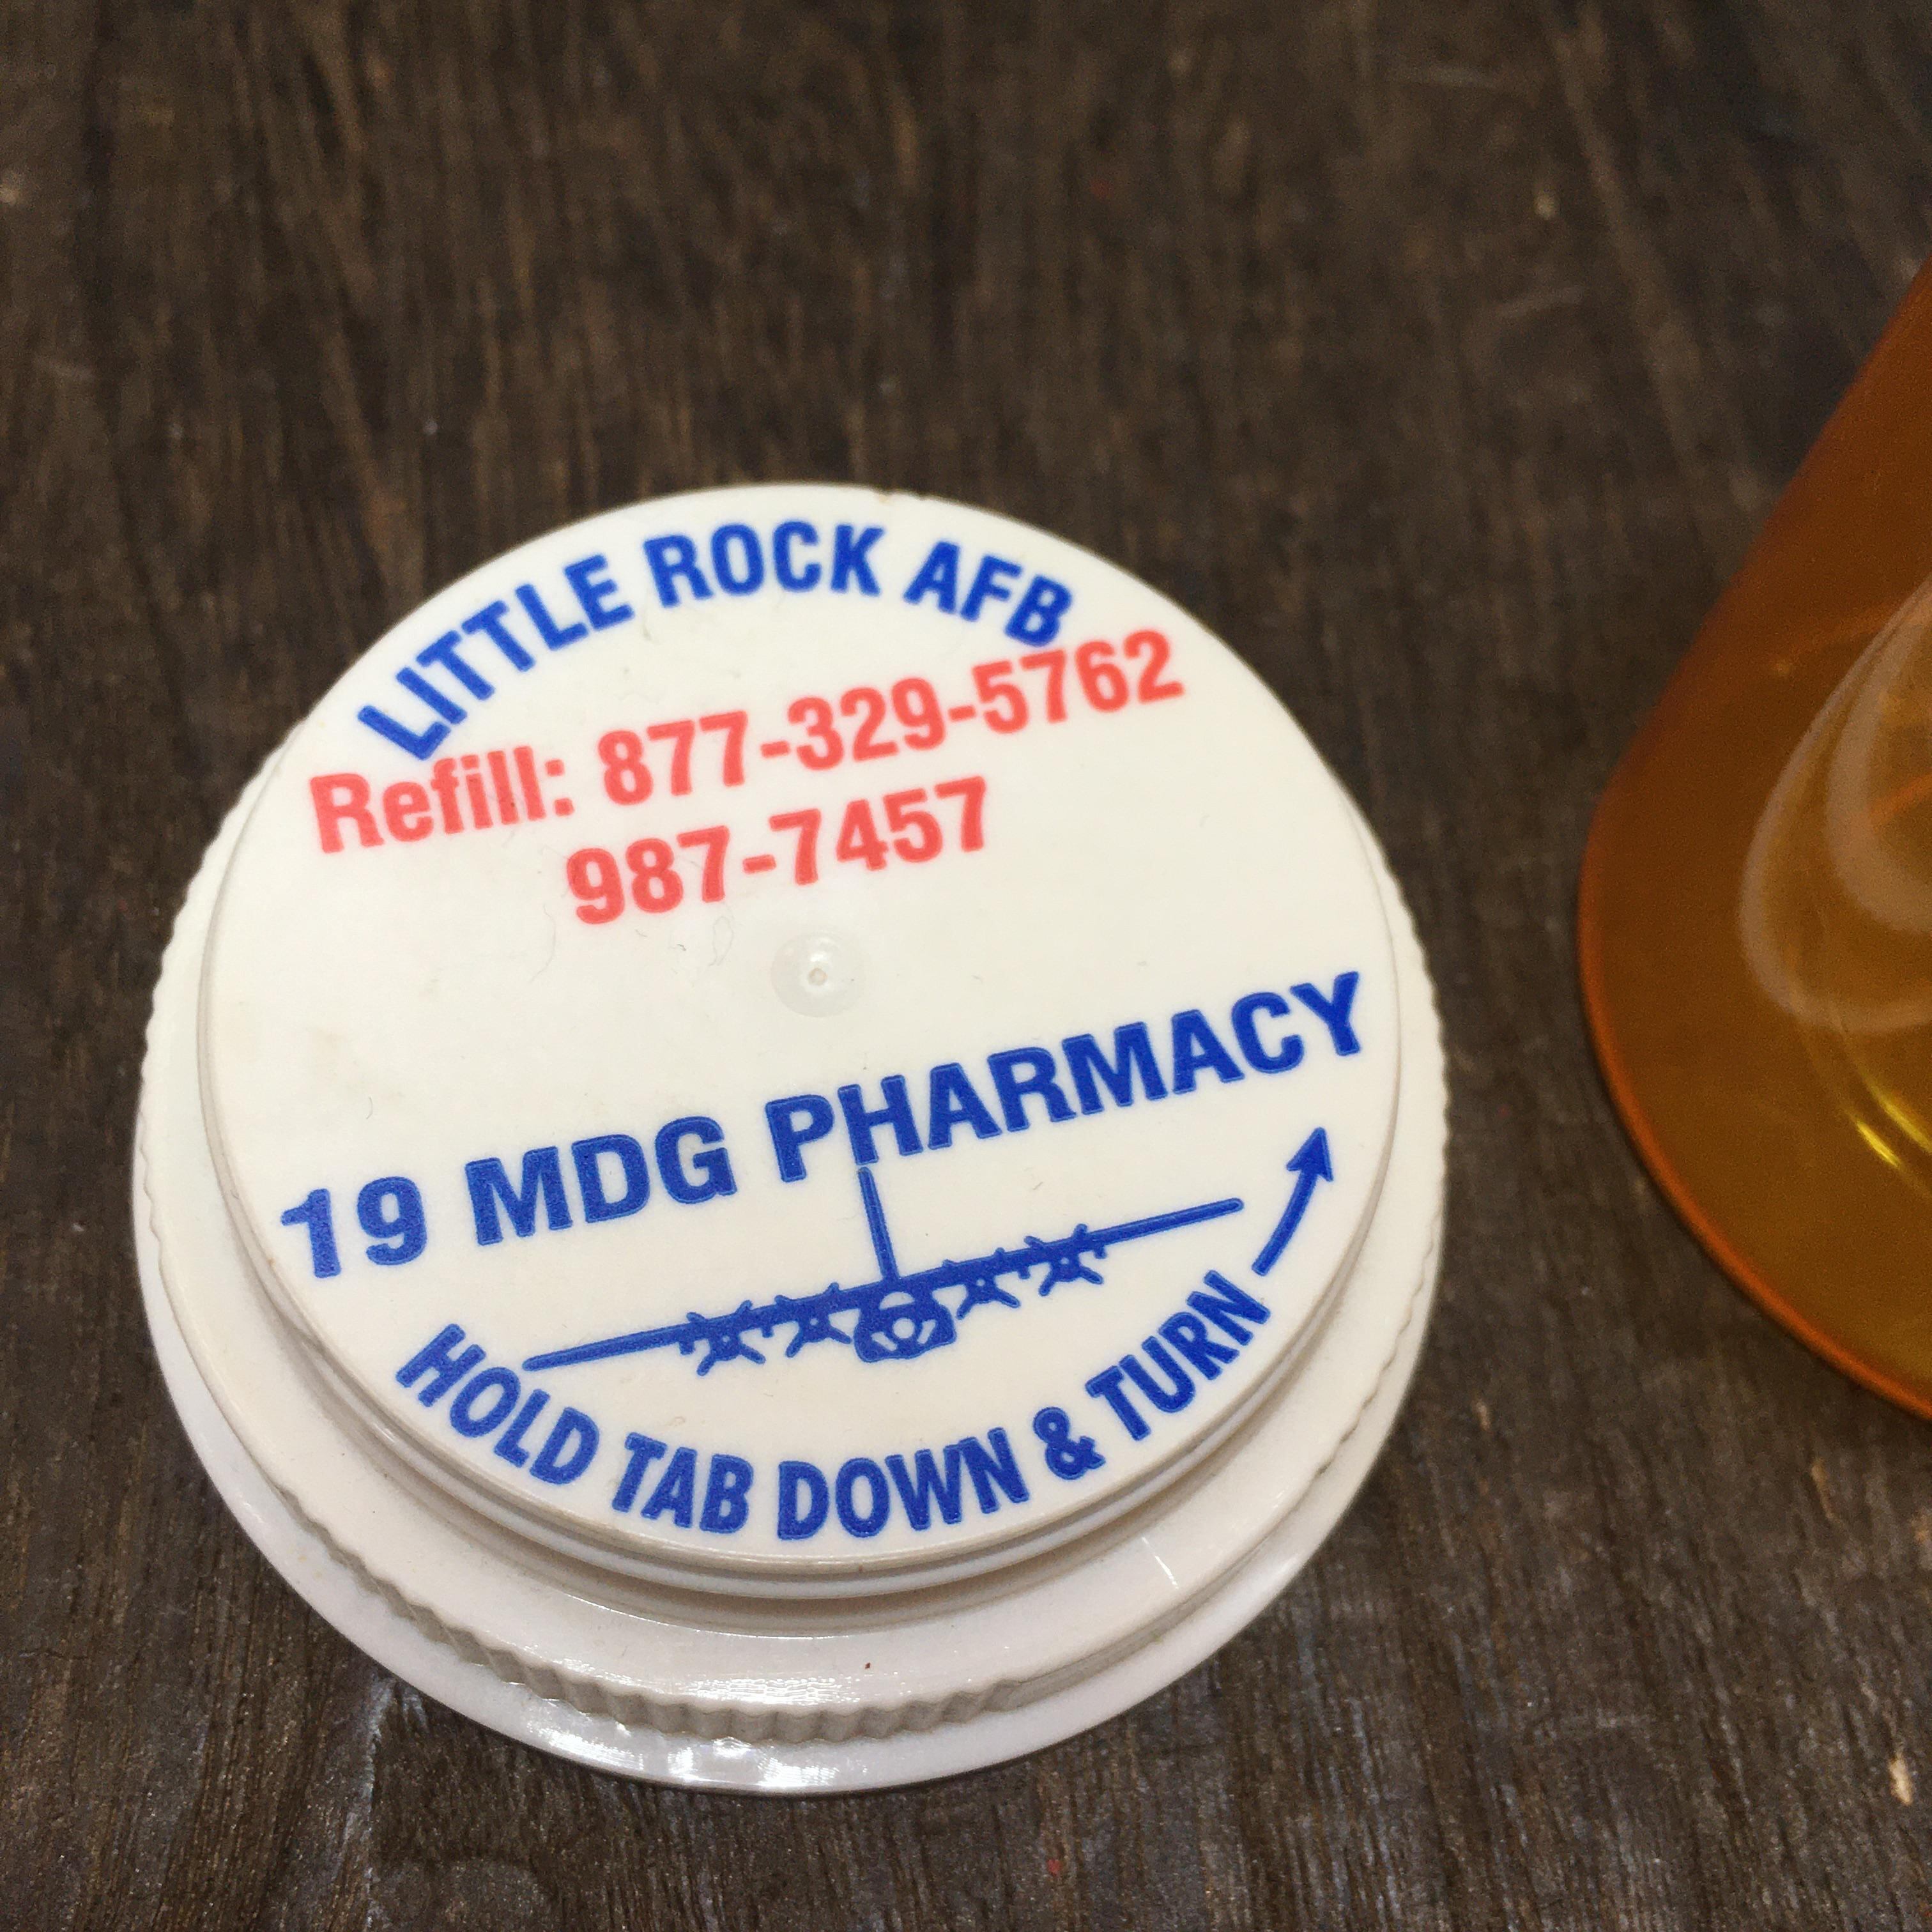 LITTLE ROCK AFB
Refill: 877-329-5762
987-7457
19 MDG PHARMACY
HOLD TAB DOWN & TURN